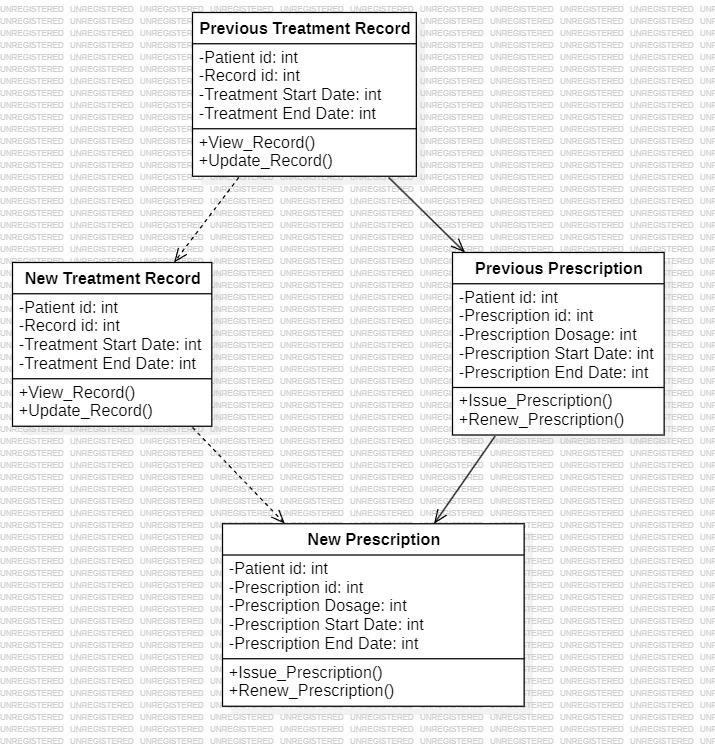 Previous Treatment Record
-Patient id: int
-Record id: int
-Treatment Start Date: int
-Treatment End Date: int
+View_Record()
+Update_Record()
New Treatment Record
-Patient id: int
-Record id: int
-Treatment Start Date: int
-Treatment End Date: int
+View_Record()
+Update_Record()
Previous Prescription
-Patient id: int
-Prescription id: int
-Prescription Dosage: int
-Prescription Start Date: int
-Prescription End Date: int
+Issue_Prescription()
+Renew_Prescription()
New Prescription
-Patient id: int
-Prescription id: int
-Prescription Dosage: int
-Prescription Start Date: int
-Prescription End Date: int
+Issue_Prescription()
+Renew_Prescription()
UNREGISTERED